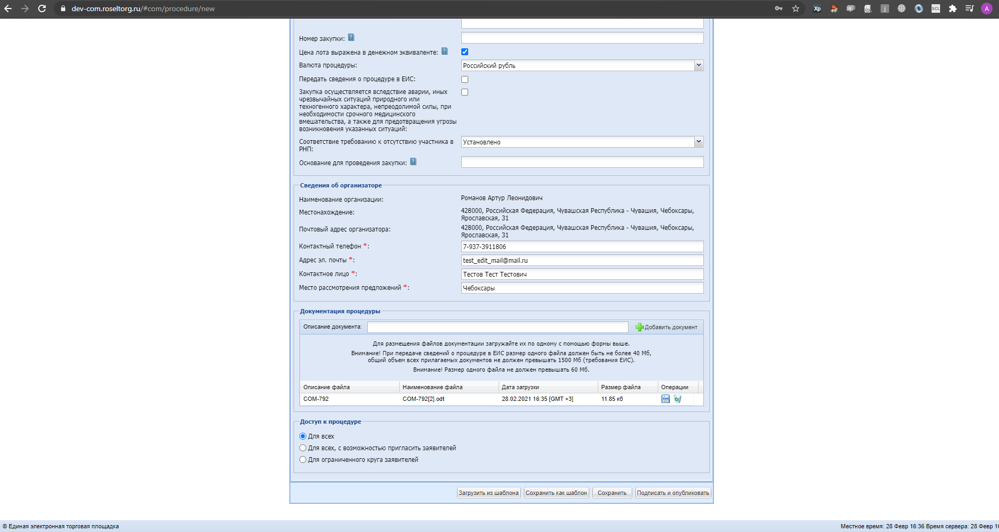 dev-com.roseltorg.ru/#com/procedure/new
Xp
j
SCL
A
Номер закупки:
Цена лота выражена в денежном эквиваленте:
Валюта процедуры:
Российский рубль
Передать сведения о процедуре в ЕИС:
Закупка осуществляется вследствие аварии, иных
чрезвычайных ситуаций природного или
техногенного характера, непреодолимой силы, при
необходимости срочного медицинского
вмешательства, а также для предотвращения угрозы
возникновения указанных ситуаций:
Соответствие требованию к отсутствию участника в
РНП:
Установлено
Основание для проведения закупки:
Сведения об организаторе
Наименование организации:
Романов Артур Леонидович
Местонахождение:
428000, Российская Федерация, Чувашская Республика - Чувашия, Чебоксары,
Ярославская, 31
Почтовый адрес организатора:
428000, Российская Федерация, Чувашская Республика - Чувашия, Чебоксары,
Ярославская, 31
Контактный телефон *:
7-937-3911806
Адрес эл. почты *:
test_edit_mail@mail.ru
Контактное лицо *:
Тестов Тест Тестович
Место рассмотрения предложений *:
Чебоксары
Документация процедуры
Описание документа:
Добавить документ
Для размещения файлов документации загружайте их по одному с помощью формы выше.
Внимание! При передаче сведений о процедуре в ЕИС размер одного файла должен быть не более 40 Мб,
общий объем всех прилагаемых документов не должен превышать 1500 Мб (требования ЕИС).
Внимание! Размер одного файла не должен превышать 60 Мб.
Описание файла Наименование файла Дата загрузки Размер файла Операции
COM-792 COM-792[2].odt 28.02.2021 16:35 [GMT +3] 11.85 кб
Доступ к процедуре
Для всех
Для всех, с возможностью пригласить заявителей
Для ограниченного круга заявителей
Загрузить из шаблона Сохранить как шаблон Сохранить Подписать и опубликовать
© Единая электронная торговая площадка
Местное время: 28 Февр 16:36 Время сервера: 28 Февр